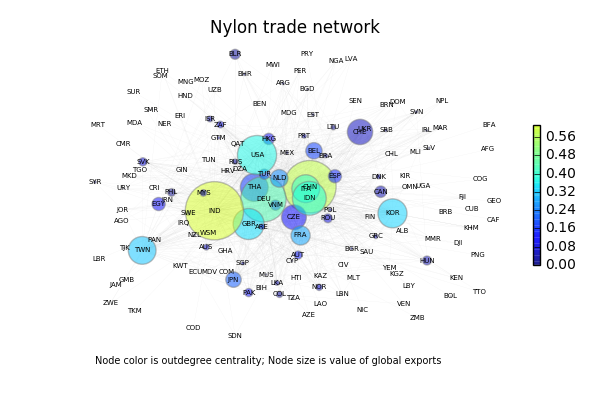 Nylon trade network
BLR PRY NGA LVA
ETH SOM MWI PER BHR
MNG MOZ ARG BGD
SUR UZB HND SEN BRN DOM NPL
SMR BEN MDG EST SVN
MRT MDA NER ERI ISR ZAF LTU CHE SRB IRL MAR BFA
CMR GTM QAT HKG PRT AFG
TUN USA MEX BEL CHL MLI SLV
SVK RUS HRV DZA
TGO MKD GIN TUR NLD ESP DNK KIR COG
SVR URY CRI PHL MYS THA CAN OMN UGA
IRN DEU VNM IDN FJI GEO
JOR SWE IND POL KOR BRB CUB
AGO IRQ GBR CZE ROU FIN CAF
NZL WSM ARE FRA GRC ALB KHM
TJK PAN AUS GHA BGR SAU MMR DJI
TWN AUT PNG
LBR KWT SGP CYP CIV YEM HUN
ECU MDV COM MUS HTI KAZ MLT KGZ KEN
GMB JAM JPN LKA BIH NOR LBY TTO
PAK COL TZA LBN BOL
ZWE LAO VEN
TKM AZE NIC ZMB
COD SDN
0.56
0.48
0.40
0.32
0.24
0.16
0.08
0.00
Node color is outdegree centrality; Node size is value of global exports